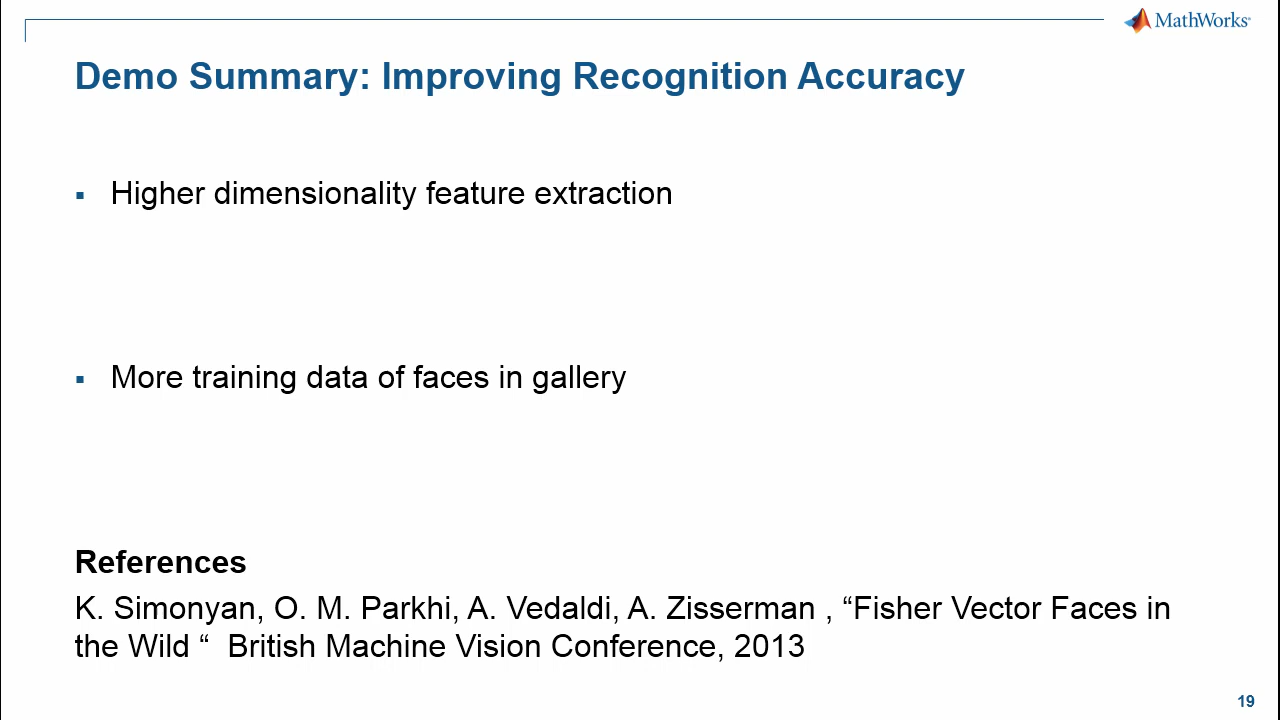 MathWorks®
Demo Summary: Improving Recognition Accuracy
▪ Higher dimensionality feature extraction
▪ More training data of faces in gallery
References
K. Simonyan, O. M. Parkhi, A. Vedaldi, A. Zisserman , “Fisher Vector Faces in
the Wild “  British Machine Vision Conference, 2013
19